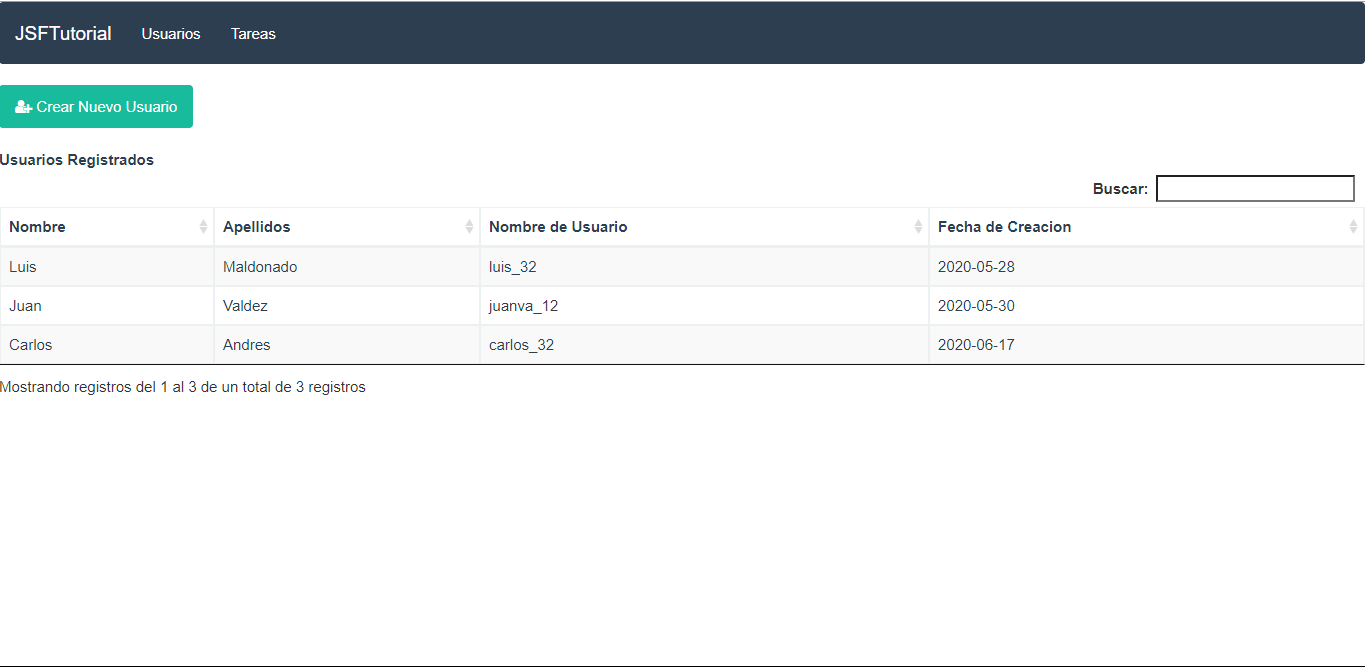 JSFTutorial Usuarios Tareas
Crear Nuevo Usuario
Usuarios Registrados
Buscar:
Nombre Apellidos Nombre de Usuario Fecha de Creacion
Luis Maldonado luis_32 2020-05-28
Juan Valdez juanva_12 2020-05-30
Carlos Andres carlos_32 2020-06-17
Mostrando registros del 1 al 3 de un total de 3 registros